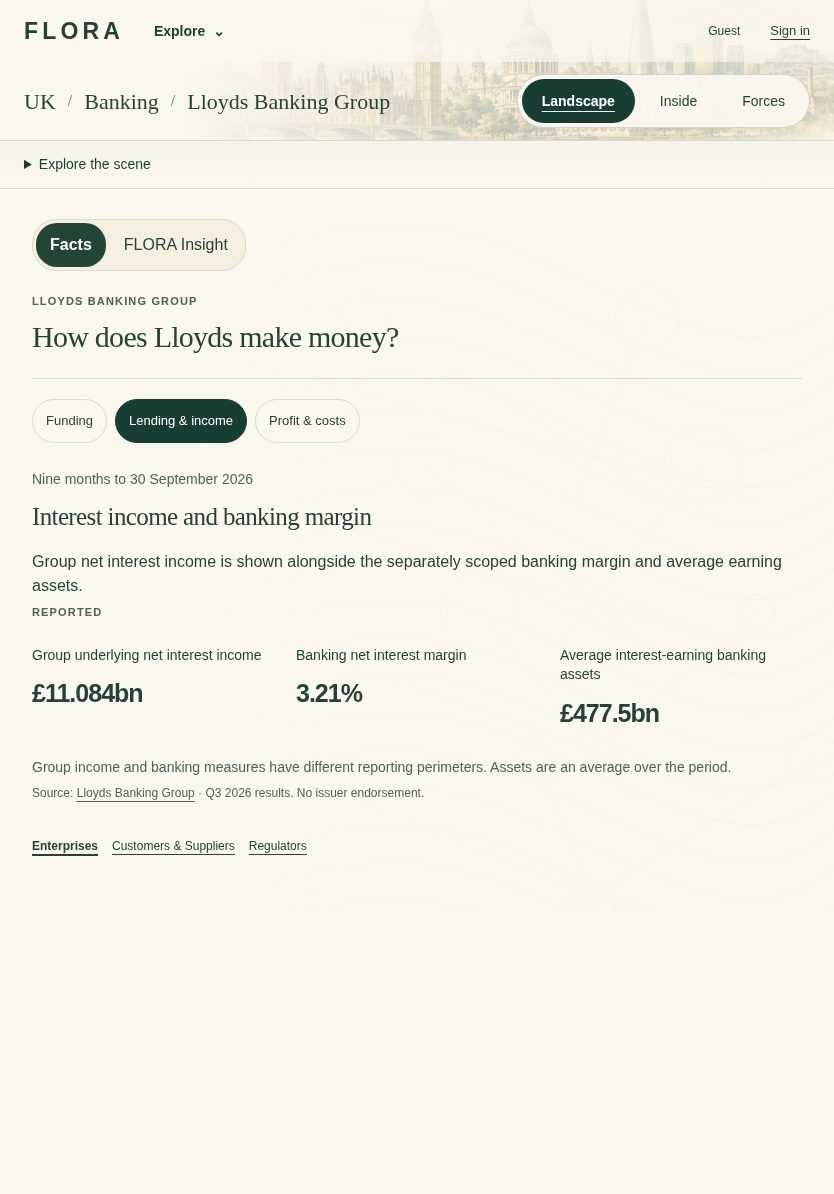 FLORA
Explore
Guest
Sign in
UK / Banking / Lloyds Banking Group
Landscape
Inside
Forces
Explore the scene
Facts
FLORA Insight
LLOYDS BANKING GROUP
How does Lloyds make money?
Funding
Lending & income
Profit & costs
Nine months to 30 September 2026
Interest income and banking margin
Group net interest income is shown alongside the separately scoped banking margin and average earning
assets.
REPORTED
Group underlying net interest income
£11.084bn
Banking net interest margin
3.21%
Average interest-earning banking
assets
£477.5bn
Group income and banking measures have different reporting perimeters. Assets are an average over the period.
Source: Lloyds Banking Group · Q3 2026 results. No issuer endorsement.
Enterprises
Customers & Suppliers
Regulators